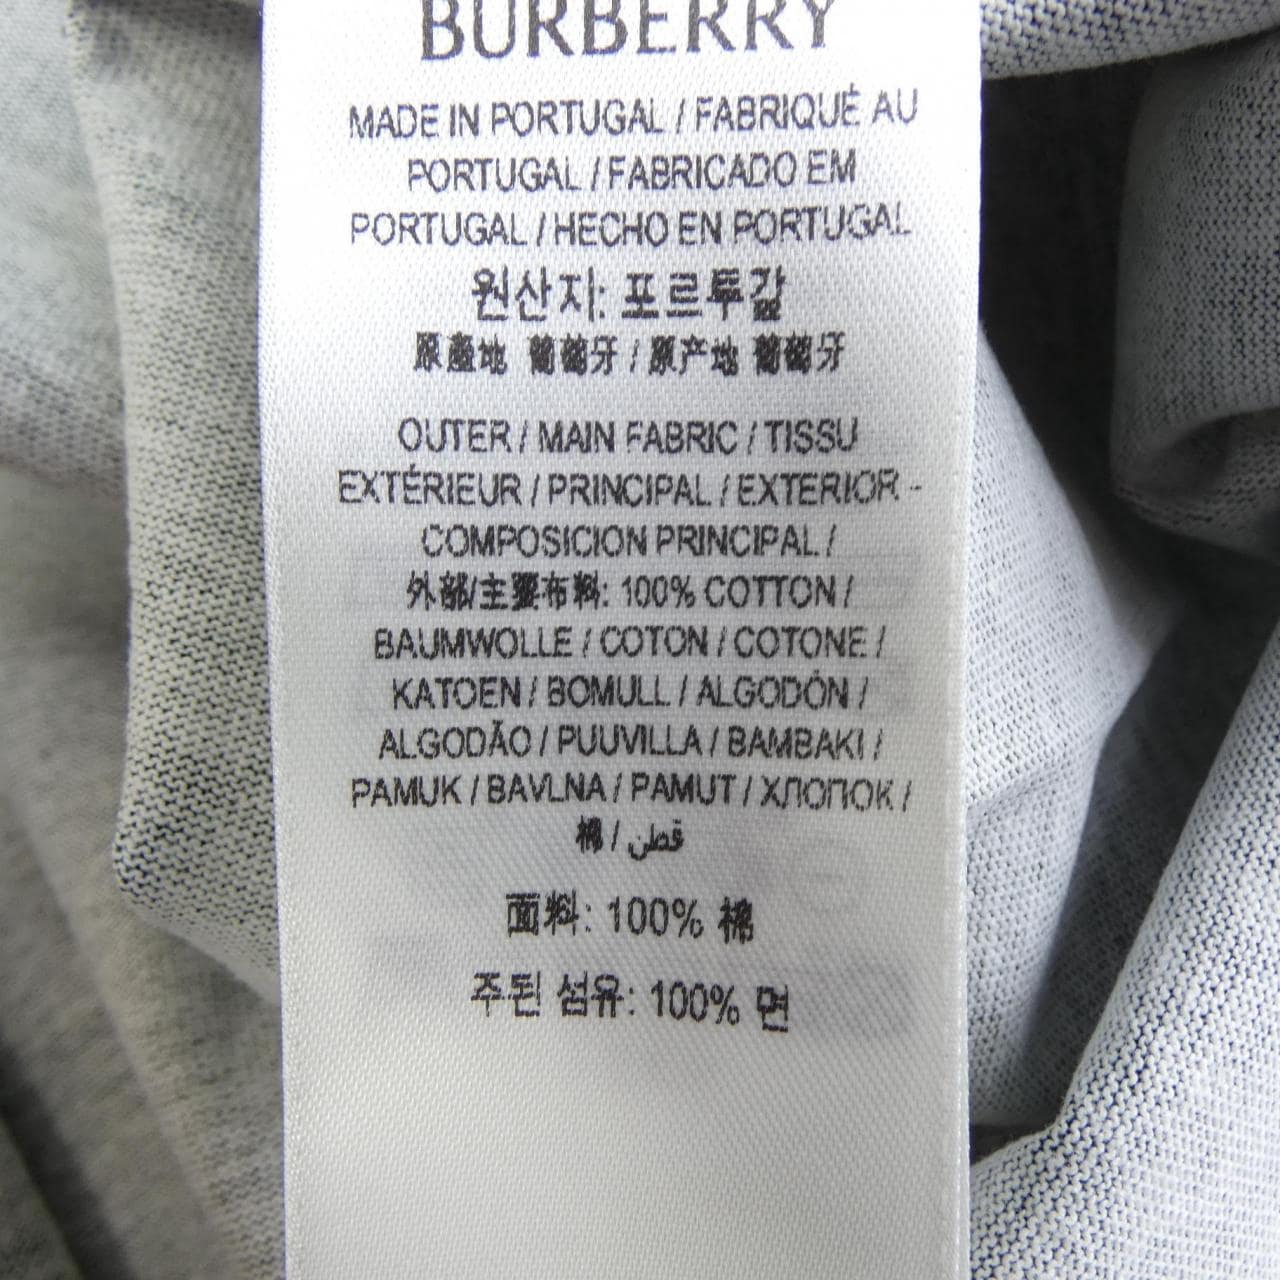 BURBERRY
MADE IN PORTUGAL / FABRIQUÉ AU
PORTUGAL / FABRICADO EM
PORTUGAL / HECHO EN PORTUGAL
원산지: 포르투갈
原產地 葡萄牙 / 原产地 葡萄牙
OUTER / MAIN FABRIC / TISSU
EXTÉRIEUR / PRINCIPAL / EXTERIOR -
COMPOSICION PRINCIPAL /
外部/主要布料: 100% COTTON /
BAUMWOLLE / COTON / COTONE /
KATOEN / BOMULL / ALGODÓN /
ALGODÃO / PUUVILLA / BAMBAKI /
PAMUK / BAVLNA / PAMUT / ХЛОПОК /
棉 / قطن
面料: 100% 棉
주된 섬유: 100% 면